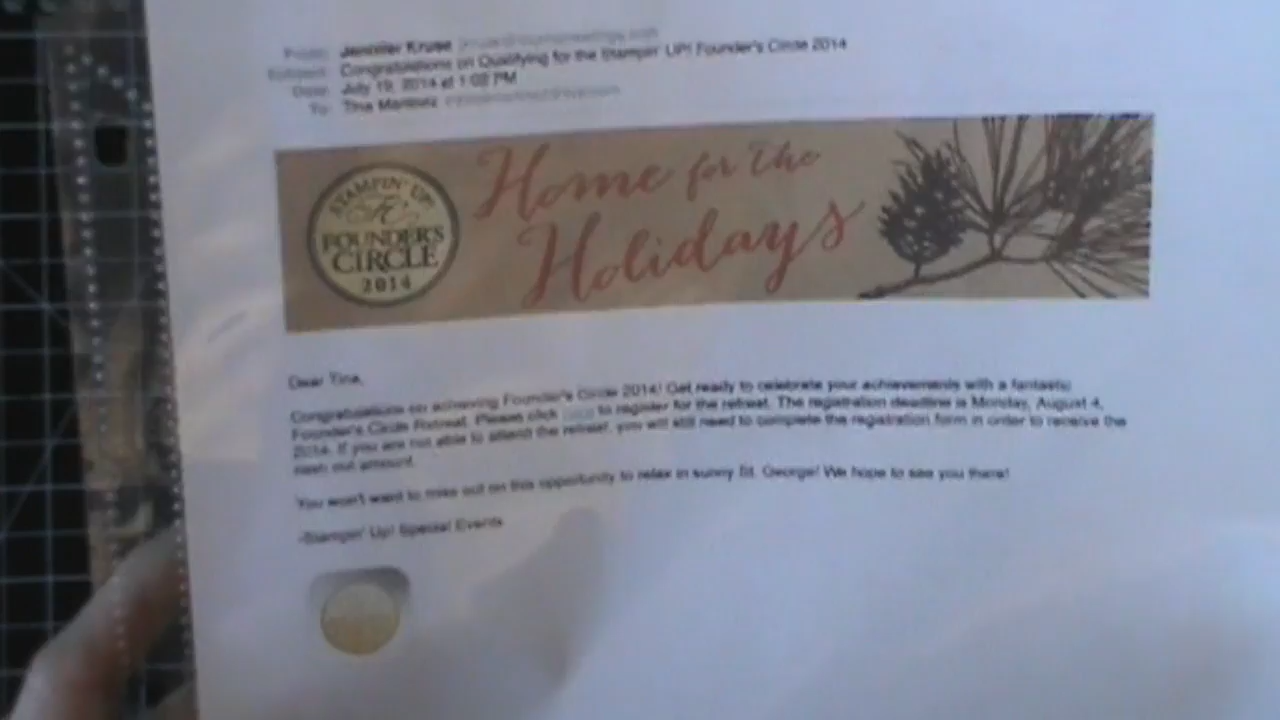 From: Jennifer Kruse
Subject: Congratulations on Qualifying for the Stampin' UP! Founder's Circle 2014
Date: July 19, 2014 at 1:02 PM
To: Tina
STAMPIN' UP!
FC
FOUNDER'S
CIRCLE
2014
Home for the
Holidays
Dear Tina,
Congratulations on achieving Founder's Circle 2014! Get ready to celebrate your achievements with a fantastic
Founder's Circle Retreat. Please click to register for the retreat. The registration deadline is Monday, August 4,
2014. If you are not able to attend the retreat, you will still need to complete the registration form in order to receive the
cash out amount.
You won't want to miss out on this opportunity to relax in sunny St. George! We hope to see you there!
-Stampin' Up! Special Events